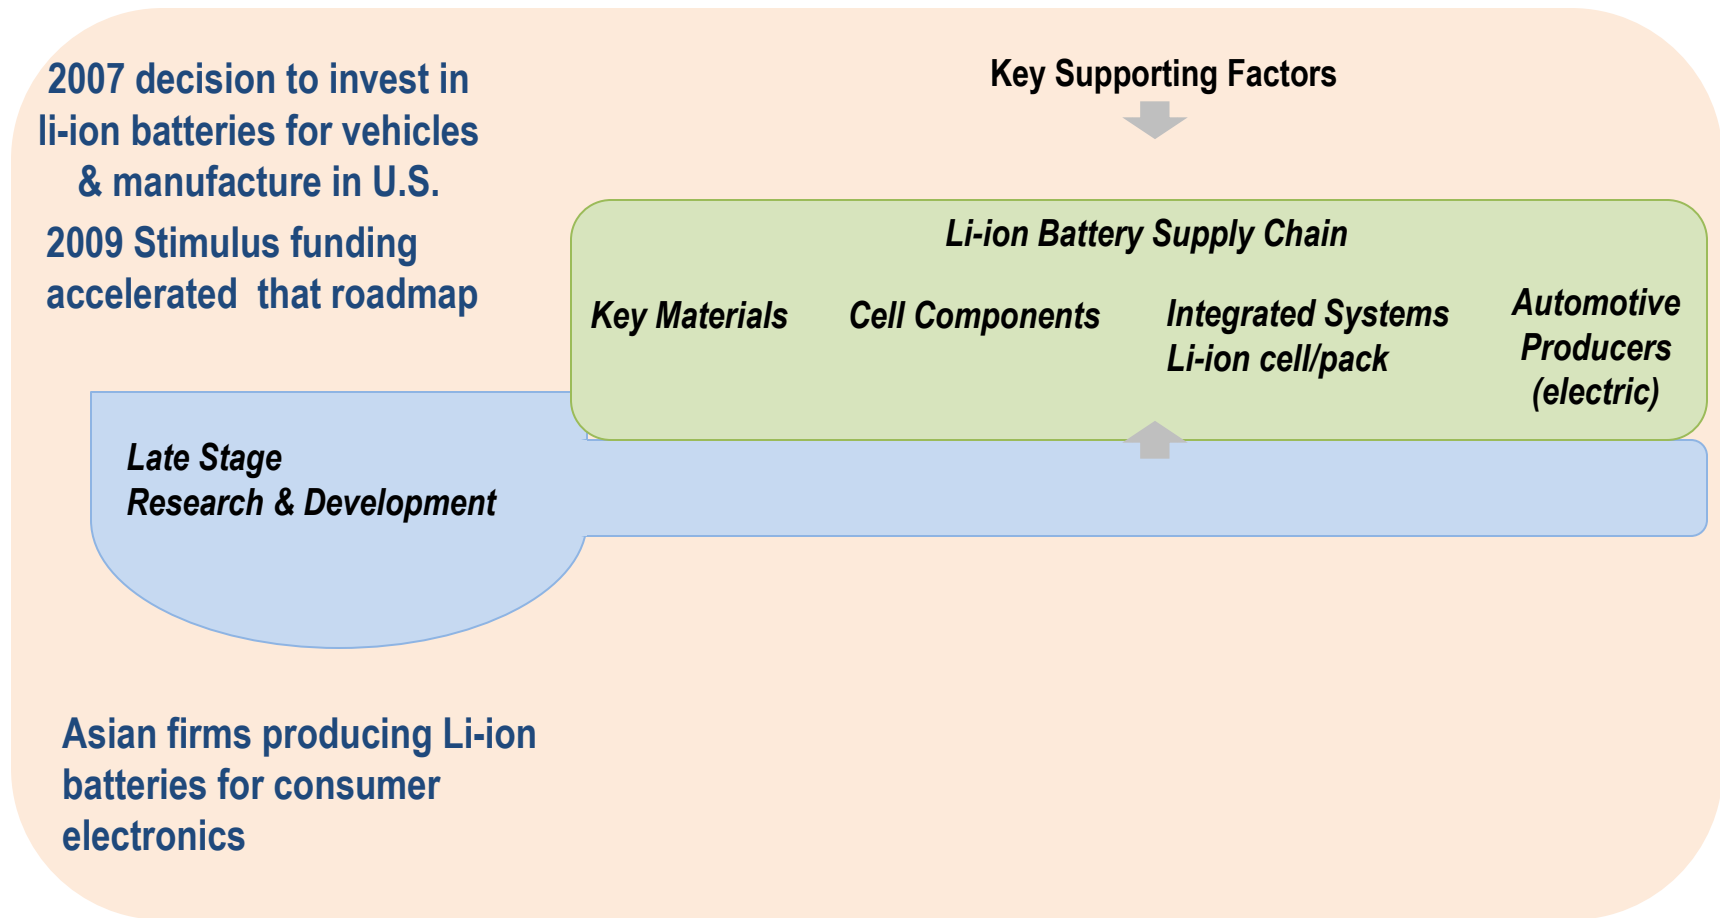 2007 decision to invest in
li-ion batteries for vehicles
& manufacture in U.S.
2009 Stimulus funding
accelerated  that roadmap
Key Supporting Factors
Li-ion Battery Supply Chain
Key Materials
Cell Components
Integrated Systems
Li-ion cell/pack
Automotive
Producers
(electric)
Late Stage
Research & Development
Asian firms producing Li-ion
batteries for consumer
electronics